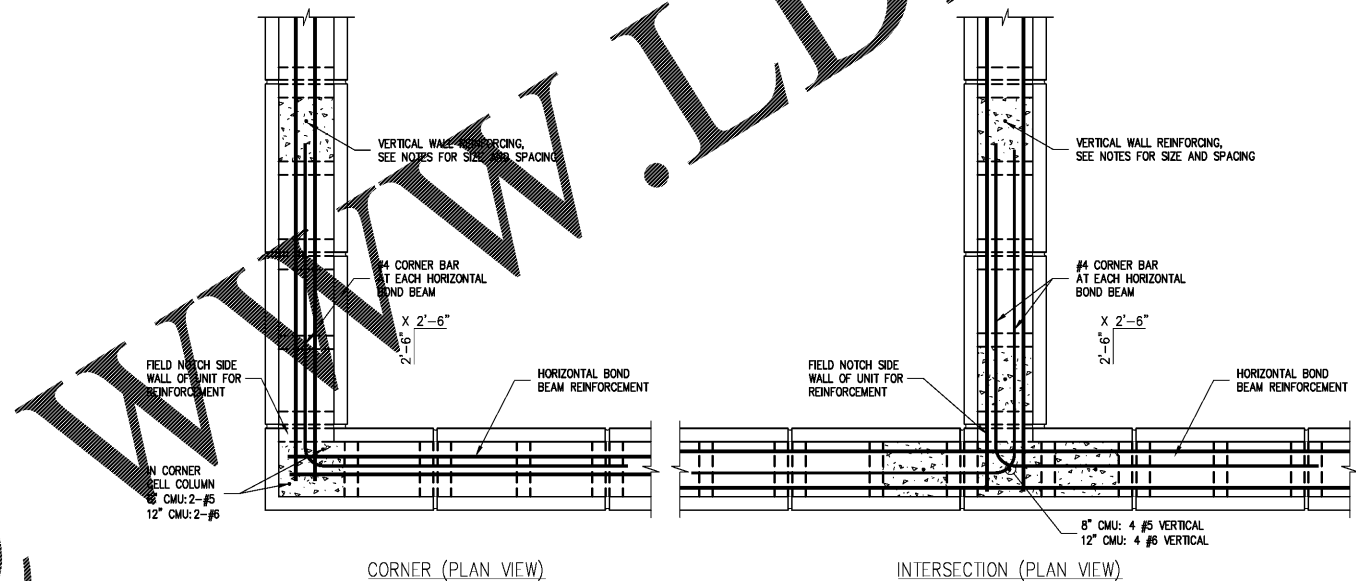 WWW.LD
VERTICAL WALL REINFORCING,
SEE NOTES FOR SIZE AND SPACING
#4 CORNER BAR
AT EACH HORIZONTAL
BOND BEAM
X 2'-6"
2'-6"
FIELD NOTCH SIDE
WALL OF UNIT FOR
REINFORCEMENT
HORIZONTAL BOND
BEAM REINFORCEMENT
IN CORNER
CELL COLUMN
8" CMU: 2-#5
12" CMU: 2-#6
CORNER (PLAN VIEW)
VERTICAL WALL REINFORCING,
SEE NOTES FOR SIZE AND SPACING
#4 CORNER BAR
AT EACH HORIZONTAL
BOND BEAM
X 2'-6"
2'-6"
FIELD NOTCH SIDE
WALL OF UNIT FOR
REINFORCEMENT
HORIZONTAL BOND
BEAM REINFORCEMENT
8" CMU: 4 #5 VERTICAL
12" CMU: 4 #6 VERTICAL
INTERSECTION (PLAN VIEW)